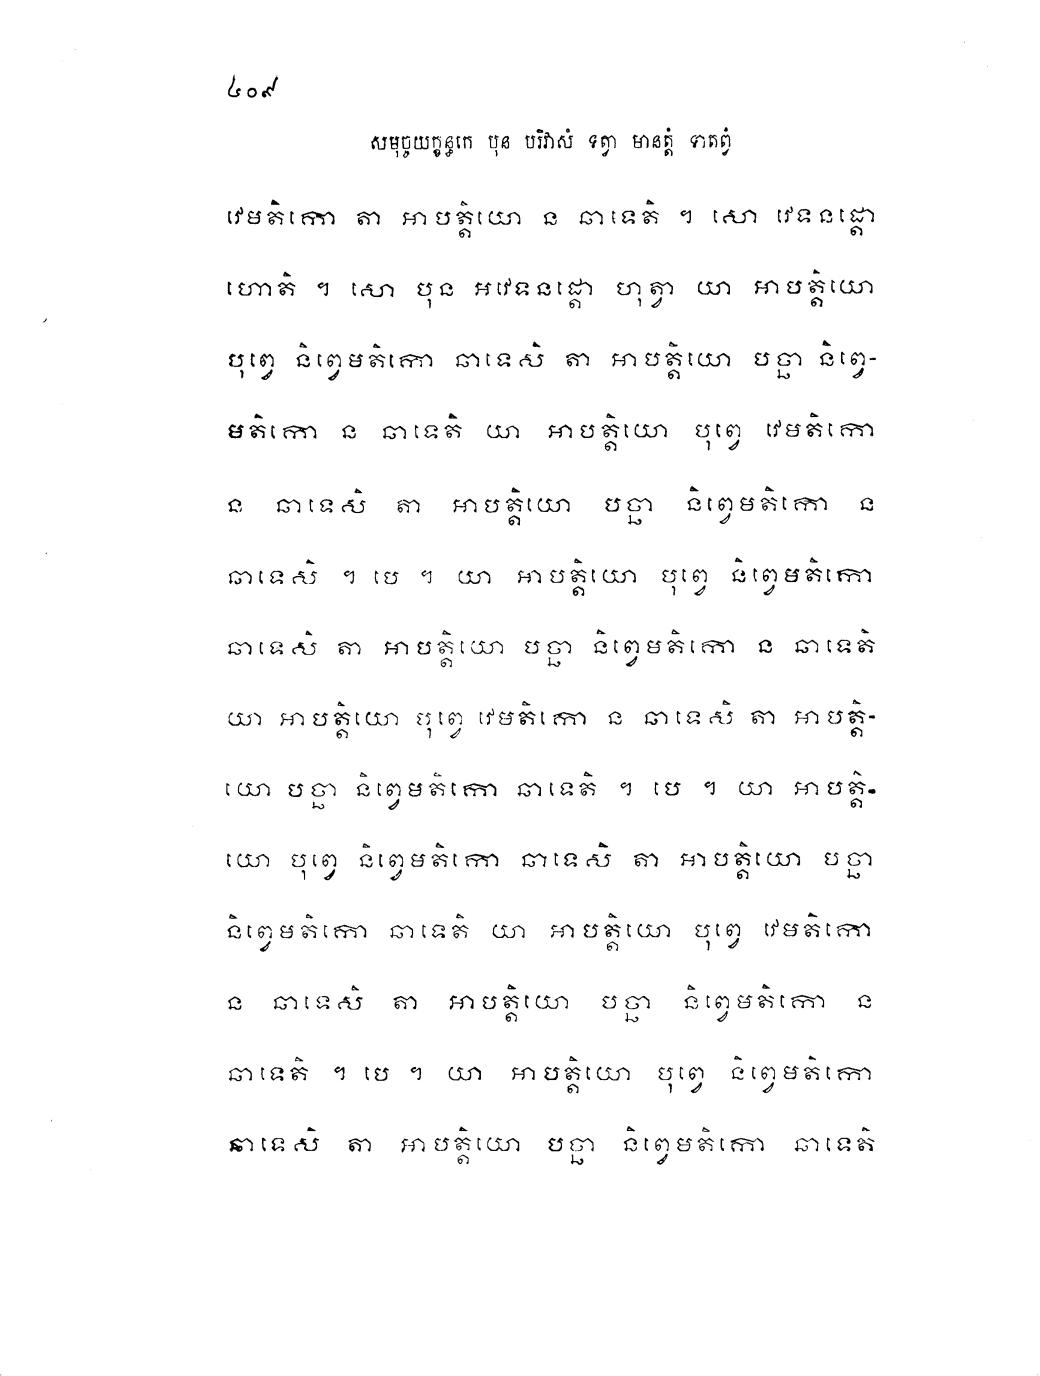 ៤០៩
សមុច្ចយក្ខន្ធកេ បុន បរិវាសំ ទត្វា មានត្តំ ទាតព្វំ
វេមតិកោ តា អាបត្តិយោ ន ឆាទេតិ ។ សោ វេទនដ្តោ
ហោតិ ។ សោ បុន អវេទនដ្តោ ហុត្វា យា អាបត្តិយោ
បុព្វេ និព្វេមតិកោ ឆាទេសិ តា អាបត្តិយោ បច្ឆា និព្វេ-
មតិកោ ន ឆាទេតិ យា អាបត្តិយោ បុព្វេ វេមតិកោ
ន ឆាទេសិ តា អាបត្តិយោ បច្ឆា និព្វេមតិកោ ន
ឆាទេសិ ។ បេ ។ យា អាបត្តិយោ បុព្វេ និព្វេមតិកោ
ឆាទេសិ តា អាបត្តិយោ បច្ឆា និព្វេមតិកោ ន ឆាទេតិ
យា អាបត្តិយោ បុព្វេ វេមតិកោ ន ឆាទេសិ តា អាបត្តិ-
យោ បច្ឆា និព្វេមតិកោ ឆាទេតិ ។ បេ ។ យា អាបត្តិ-
យោ បុព្វេ និព្វេមតិកោ ឆាទេសិ តា អាបត្តិយោ បច្ឆា
និព្វេមតិកោ ឆាទេតិ យា អាបត្តិយោ បុព្វេ វេមតិកោ
ន ឆាទេសិ តា អាបត្តិយោ បច្ឆា និព្វេមតិកោ ន
ឆាទេតិ ។ បេ ។ យា អាបត្តិយោ បុព្វេ និព្វេមតិកោ
ឆាទេសិ តា អាបត្តិយោ បច្ឆា និព្វេមតិកោ ឆាទេតិ